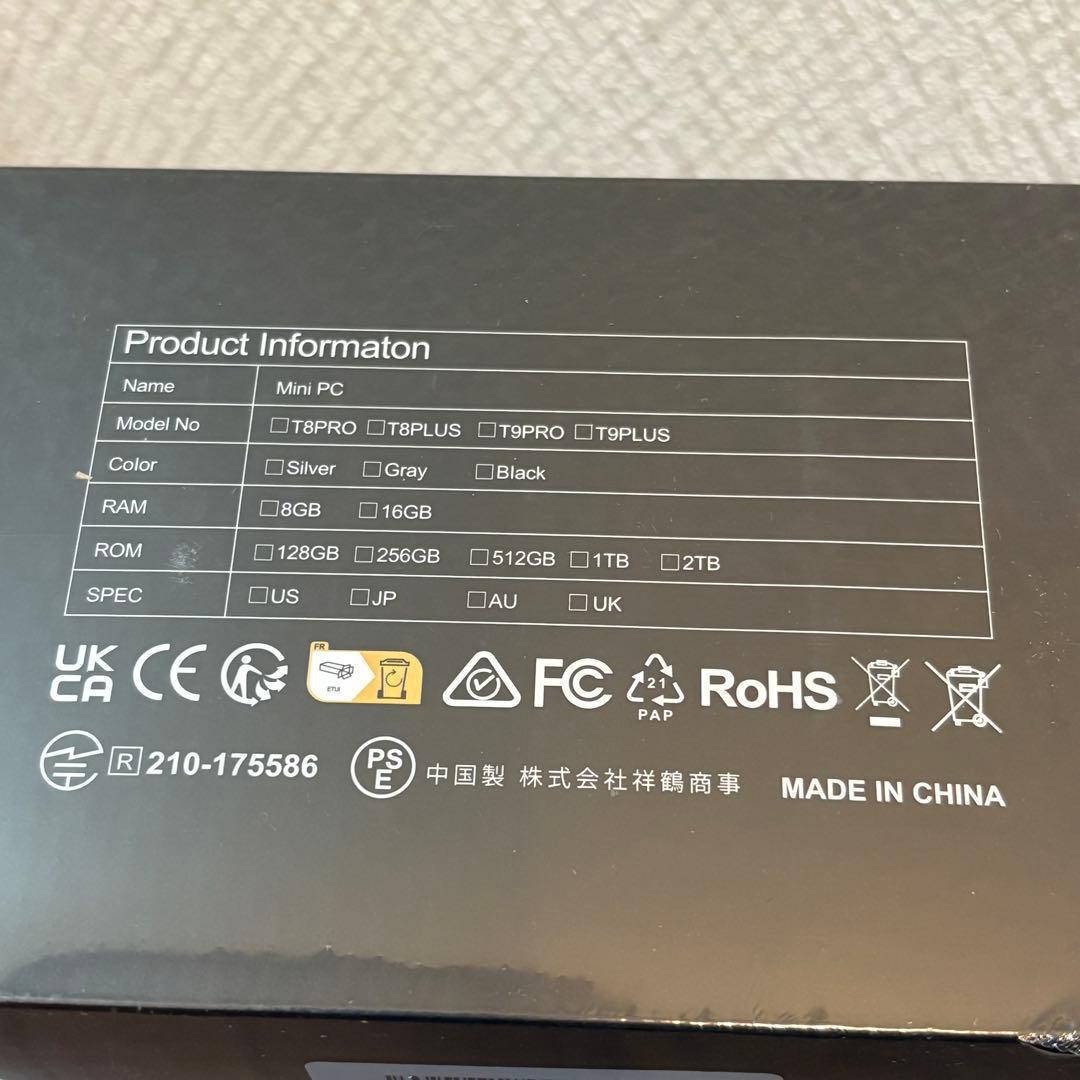 Product Informaton
Name Mini PC
Model No □T8PRO □T8PLUS □T9PRO □T9PLUS
Color □Silver □Gray □Black
RAM □8GB □16GB
ROM □128GB □256GB □512GB □1TB □2TB
SPEC □US □JP □AU □UK
UK CA CE FR ETUI FC 21 PAP RoHS
R 210-175586 PSE 中国製 株式会社祥鶴商事 MADE IN CHINA